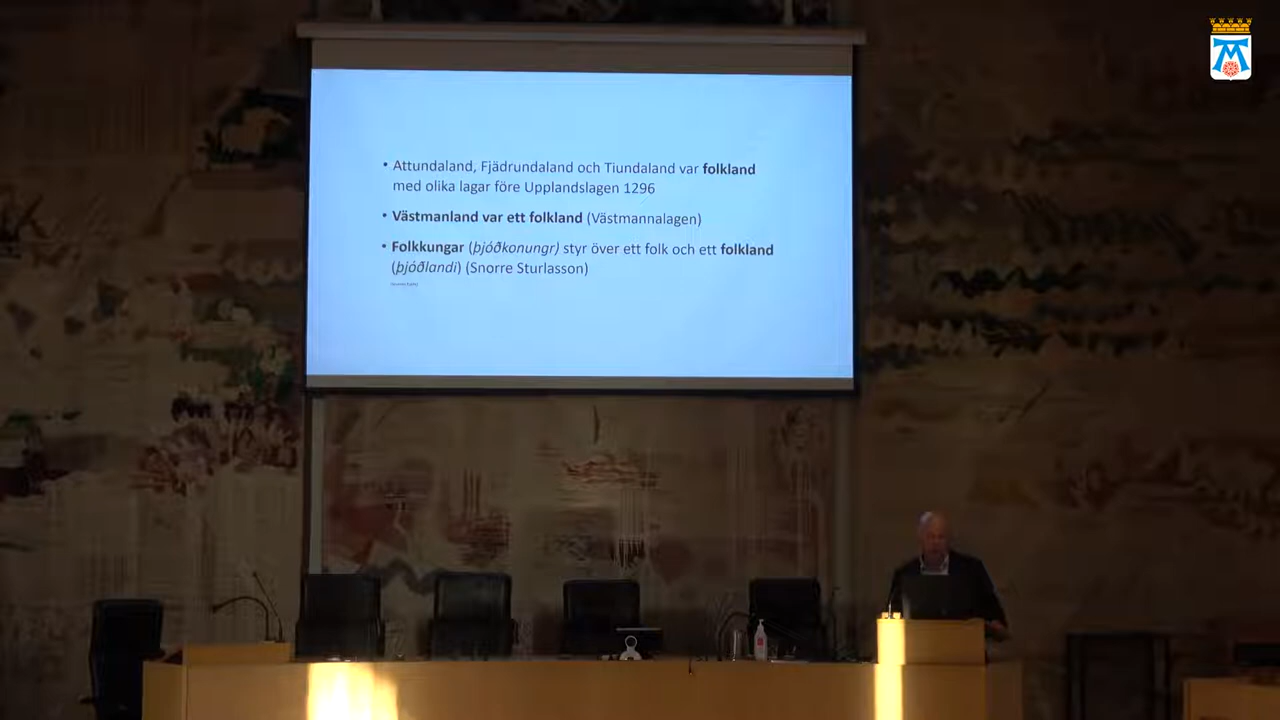 • Attundaland, Fjädrundaland och Tiundaland var folkland
med olika lagar före Upplandslagen 1296
• Västmanland var ett folkland (Västmannalagen)
• Folkkungar (þjóðkonungr) styr över ett folk och ett folkland
(þjóðlandi) (Snorre Sturlasson)